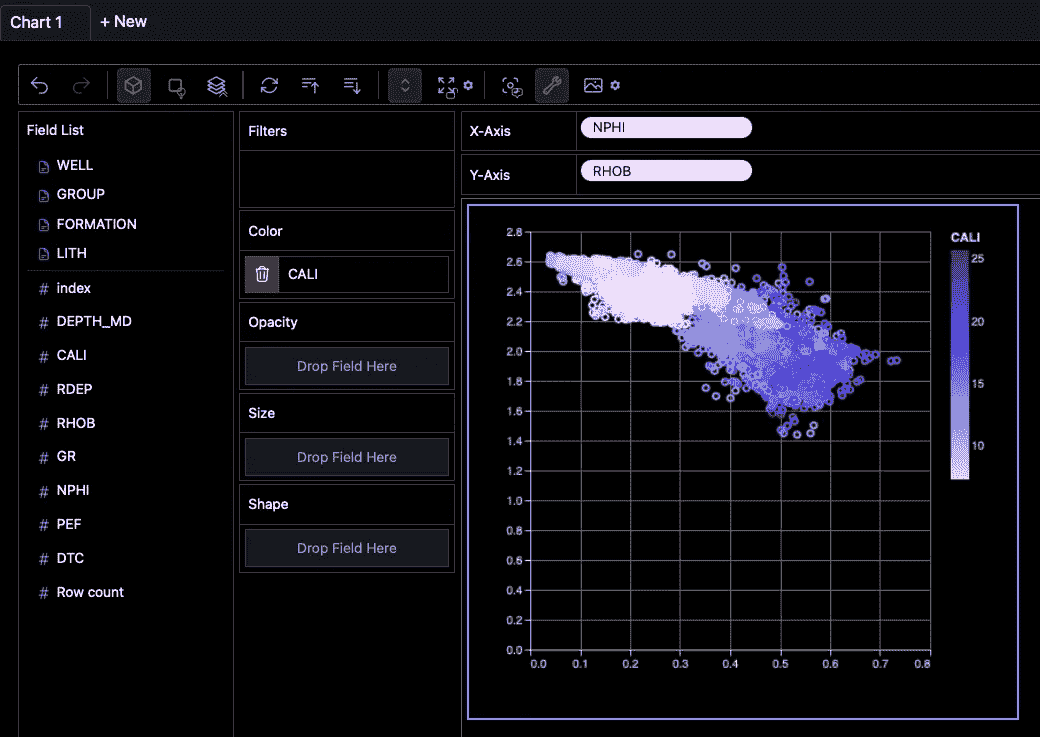 Chart 1
+ New
Field List
WELL
GROUP
FORMATION
LITH
# index
# DEPTH_MD
# CALI
# RDEP
# RHOB
# GR
# NPHI
# PEF
# DTC
# Row count
Filters
Color
CALI
Opacity
Drop Field Here
Size
Drop Field Here
Shape
Drop Field Here
X-Axis NPHI
Y-Axis RHOB
2.8
2.6
2.4
2.2
2.0
1.8
1.6
1.4
1.2
1.0
0.8
0.6
0.4
0.2
0.0
0.0 0.1 0.2 0.3 0.4 0.5 0.6 0.7 0.8
CALI
25
20
15
10